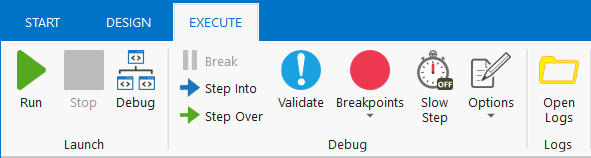 START DESIGN EXECUTE
Run
Stop
Debug
Launch
Break
Step Into
Step Over
Validate
Breakpoints
OFF
Slow
Step
Options
Debug
Open
Logs
Logs